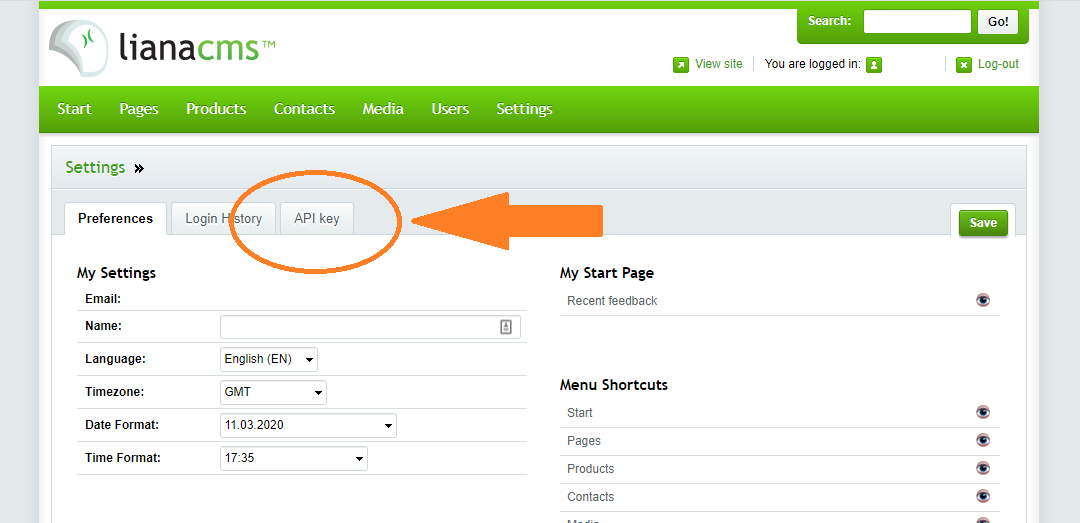 Search:
Go!
lianacms™
View site
You are logged in:
Log-out
Start
Pages
Products
Contacts
Media
Users
Settings
Settings »
Preferences
Login History
API key
Save
My Settings
Email:
Name:
Language:
English (EN)
Timezone:
GMT
Date Format:
11.03.2020
Time Format:
17:35
My Start Page
Recent feedback
Menu Shortcuts
Start
Pages
Products
Contacts
Media